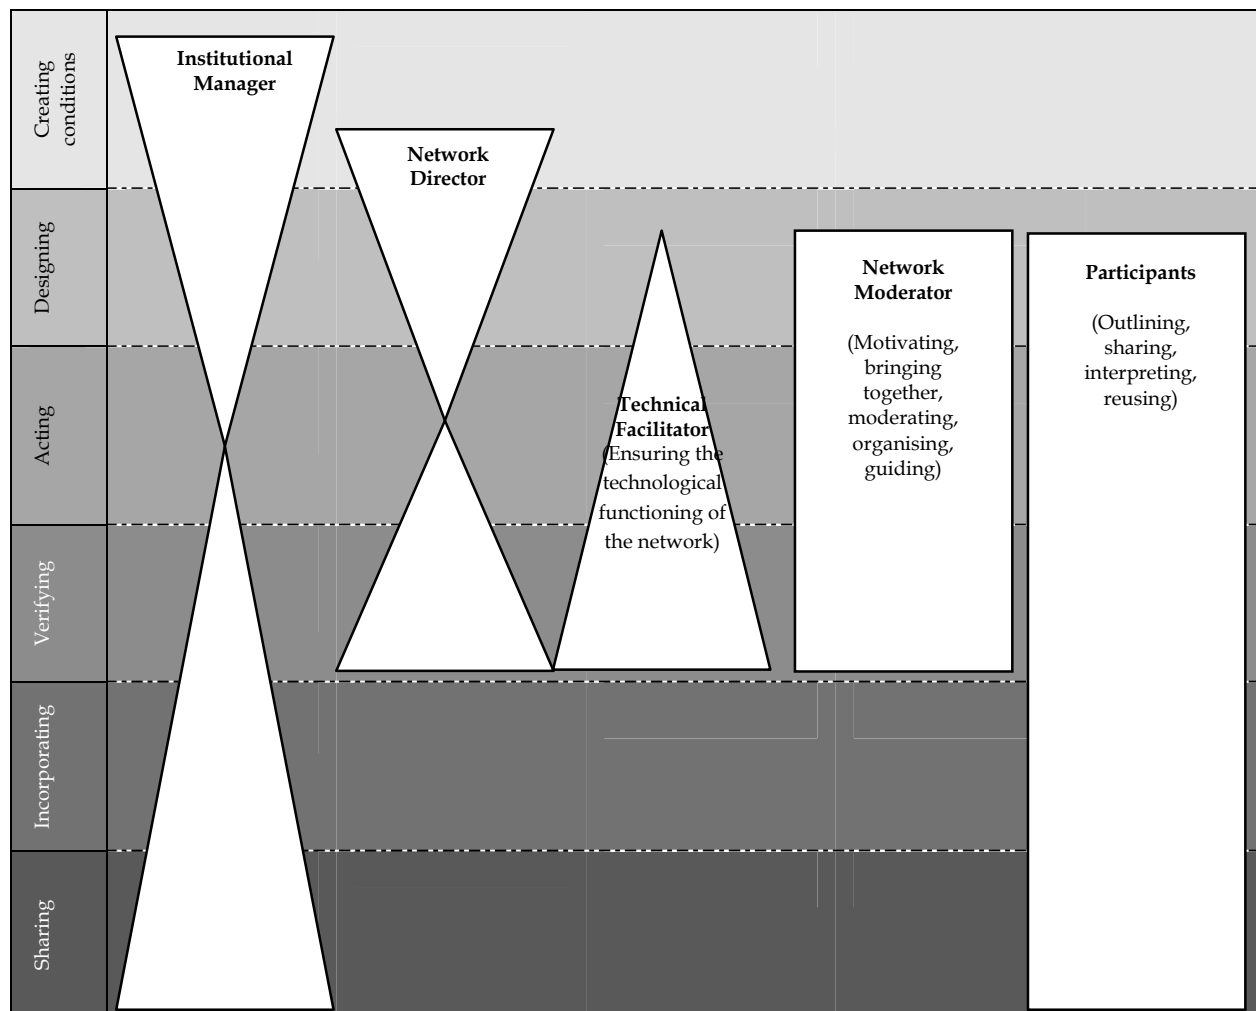 Creating
conditions
Designing
Acting
Verifying
Incorporating
Sharing
Institutional
Manager
Network
Director
Technical
Facilitator
(Ensuring the
technological
functioning of
the network)
Network
Moderator
(Motivating,
bringing
together,
moderating,
organising,
guiding)
Participants
(Outlining,
sharing,
interpreting,
reusing)